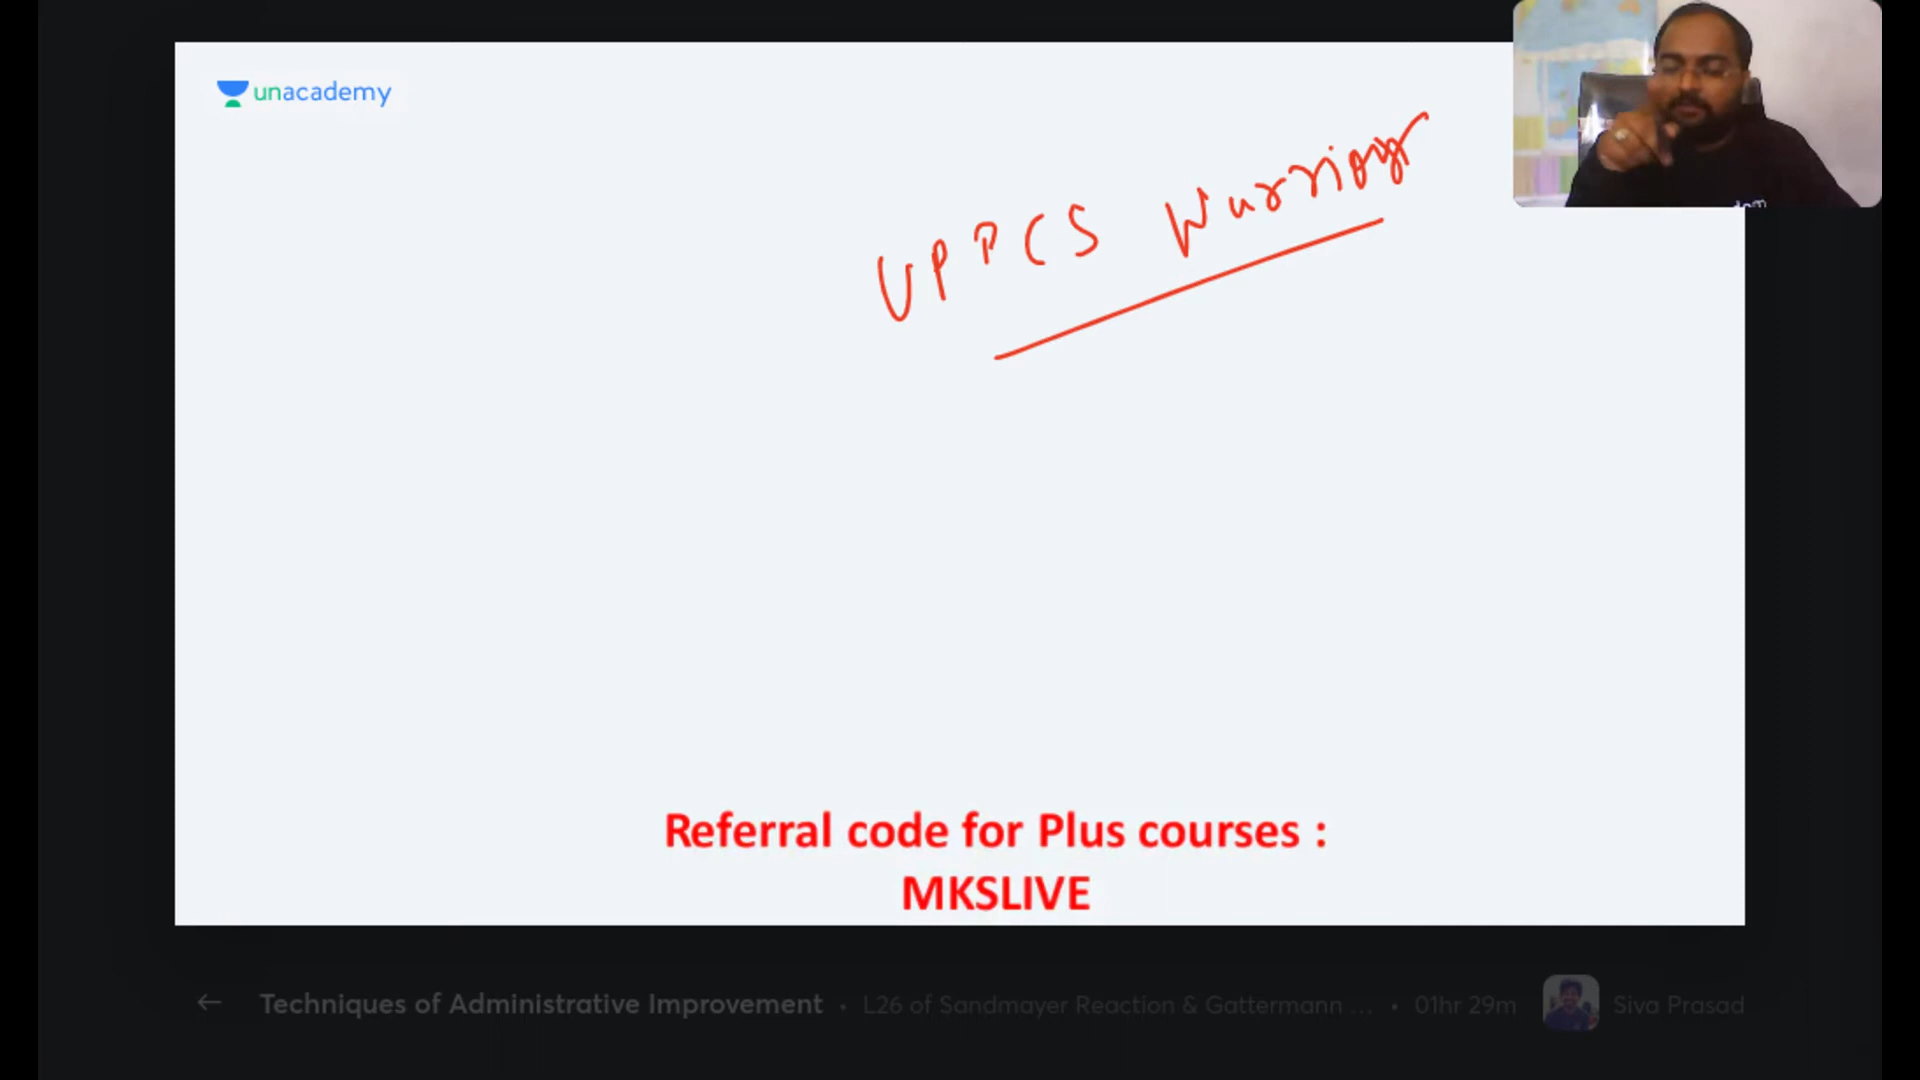 unacademy
UPPCS Warrior
Referral code for Plus courses :
MKSLIVE
← Techniques of Administrative Improvement • L26 of Sandmayer Reaction & Gattermann ... • 01hr 29m Siva Prasad